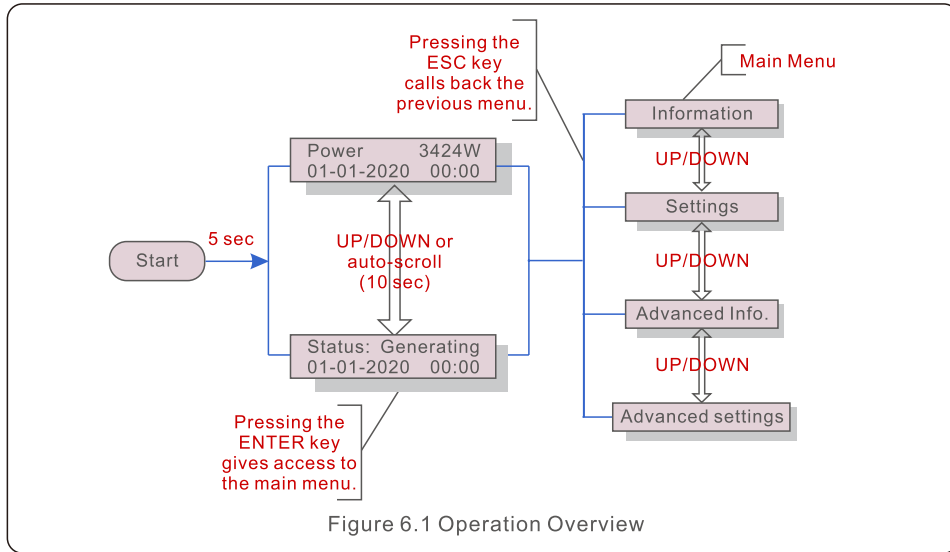 Pressing the
ESC key
calls back the
previous menu.
Main Menu
Information
UP/DOWN
Settings
UP/DOWN
Advanced Info.
UP/DOWN
Advanced settings
Power 3424W
01-01-2020 00:00
5 sec
Start
UP/DOWN or
auto-scroll
(10 sec)
Status: Generating
01-01-2020 00:00
Pressing the
ENTER key
gives access to
the main menu.
Figure 6.1 Operation Overview